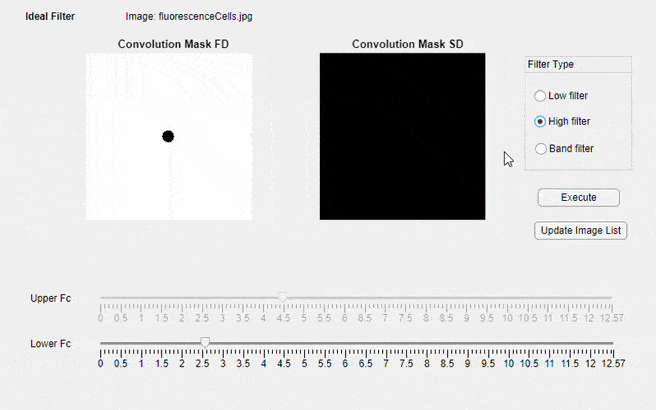 Ideal Filter Image: fluorescenceCells.jpg
Convolution Mask FD Convolution Mask SD
Filter Type
Low filter
High filter
Band filter
Execute
Update Image List
Upper Fc
0 0.5 1 1.5 2 2.5 3 3.5 4 4.5 5 5.5 6 6.5 7 7.5 8 8.5 9 9.5 10 10.5 11 11.5 12.57
Lower Fc
0 0.5 1 1.5 2 2.5 3 3.5 4 4.5 5 5.5 6 6.5 7 7.5 8 8.5 9 9.5 10 10.5 11 11.5 12.57